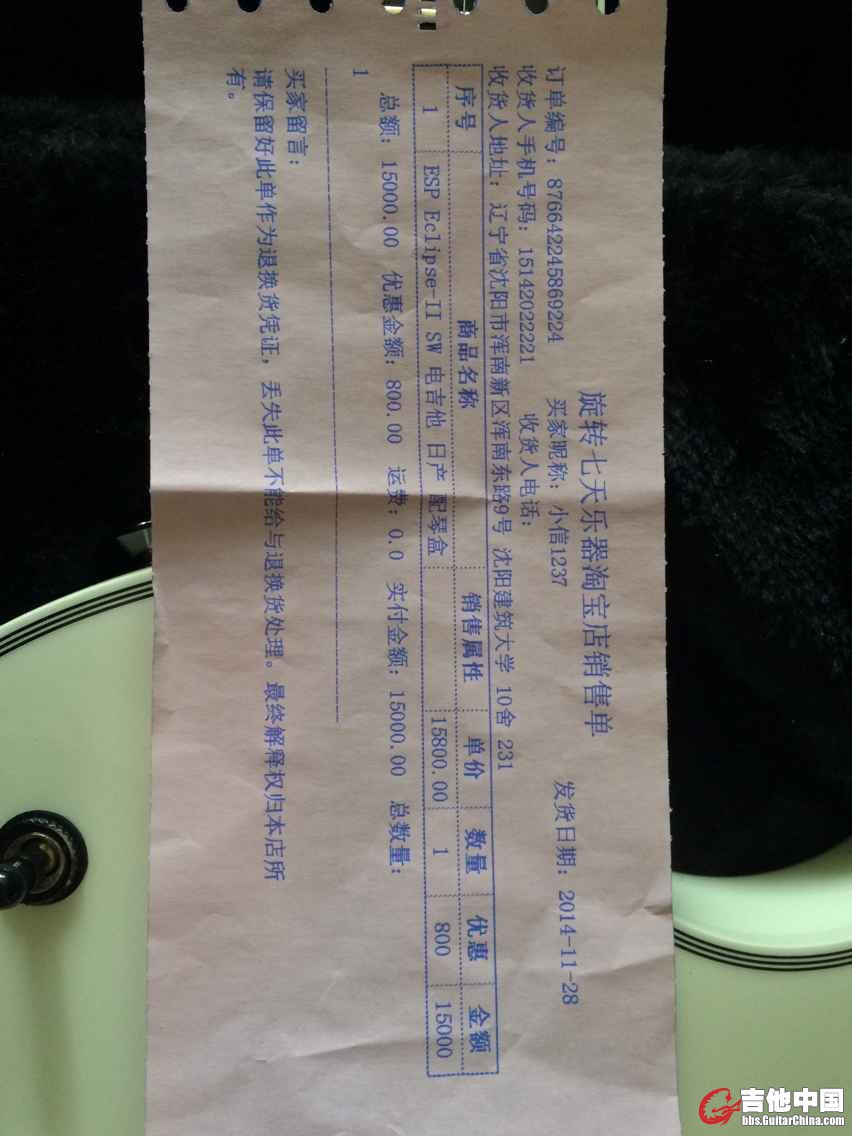 旋转七天乐器淘宝店销售单
订单编号：876642245869224 买家昵称：小信1237 发货日期：2014-11-28
收货人手机号码：15142022221 收货人电话：
收货人地址：辽宁省沈阳市浑南新区浑南东路9号 沈阳建筑大学 10舍 231
序号 商品名称 销售属性 单价 数量 优惠 金额
1 ESP Eclipse-II SW 电吉他 日产 配琴盒 15800.00 1 800 15000
总额：15000.00 优惠金额：800.00 运费：0.0 实付金额：15000.00 总数量：
1
买家留言：
请保留好此单作为退换货凭证，丢失此单不能给与退换货处理。最终解释权归本店所
有。
吉他中国
bbs.GuitarChina.com